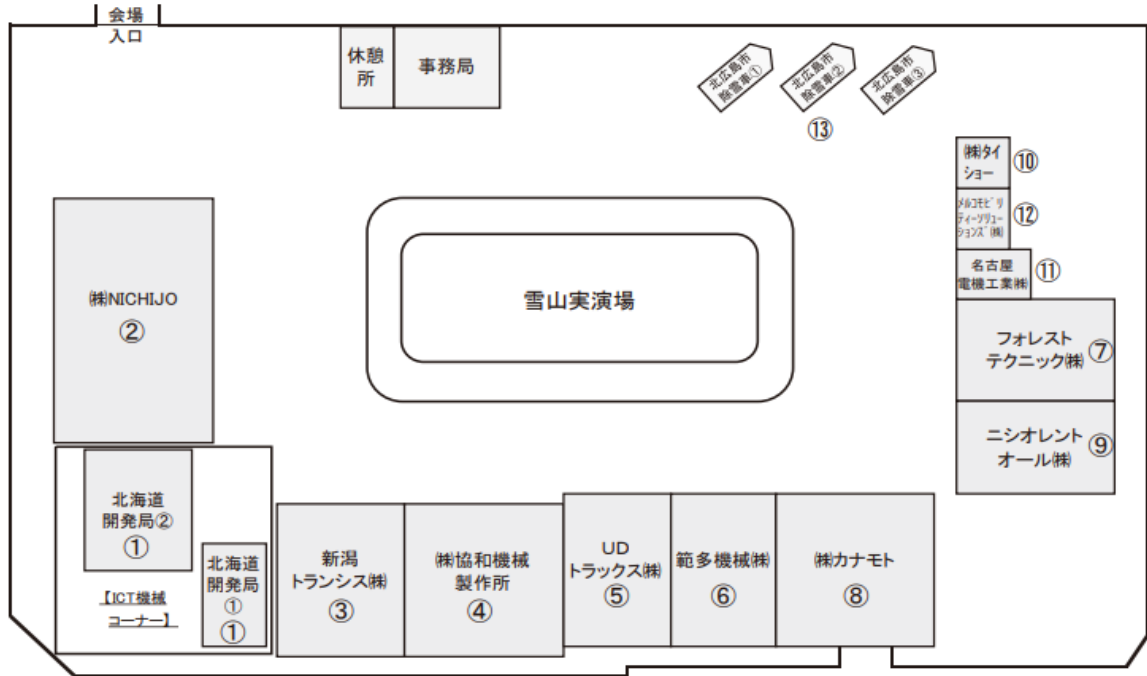 会場
入口
休憩
所
事務局
北広島市
除雪車①
北広島市
除雪車②
北広島市
除雪車③
⑬
㈱タイ
ショー
⑩
ﾒﾙｺﾓﾋﾞﾘ
ﾃｨｰｿﾘｭｰ
ｼｮﾝｽﾞ㈱
⑫
名古屋
電機工業㈱
⑪
㈱NICHIJO
②
雪山実演場
フォレスト
テクニック㈱
⑦
ニシオレント
オール㈱
⑨
北海道
開発局②
①
北海道
開発局
①
①
【ICT機械
コーナー】
新潟
トランシス㈱
③
㈱協和機械
製作所
④
UD
トラックス㈱
⑤
範多機械㈱
⑥
㈱カナモト
⑧